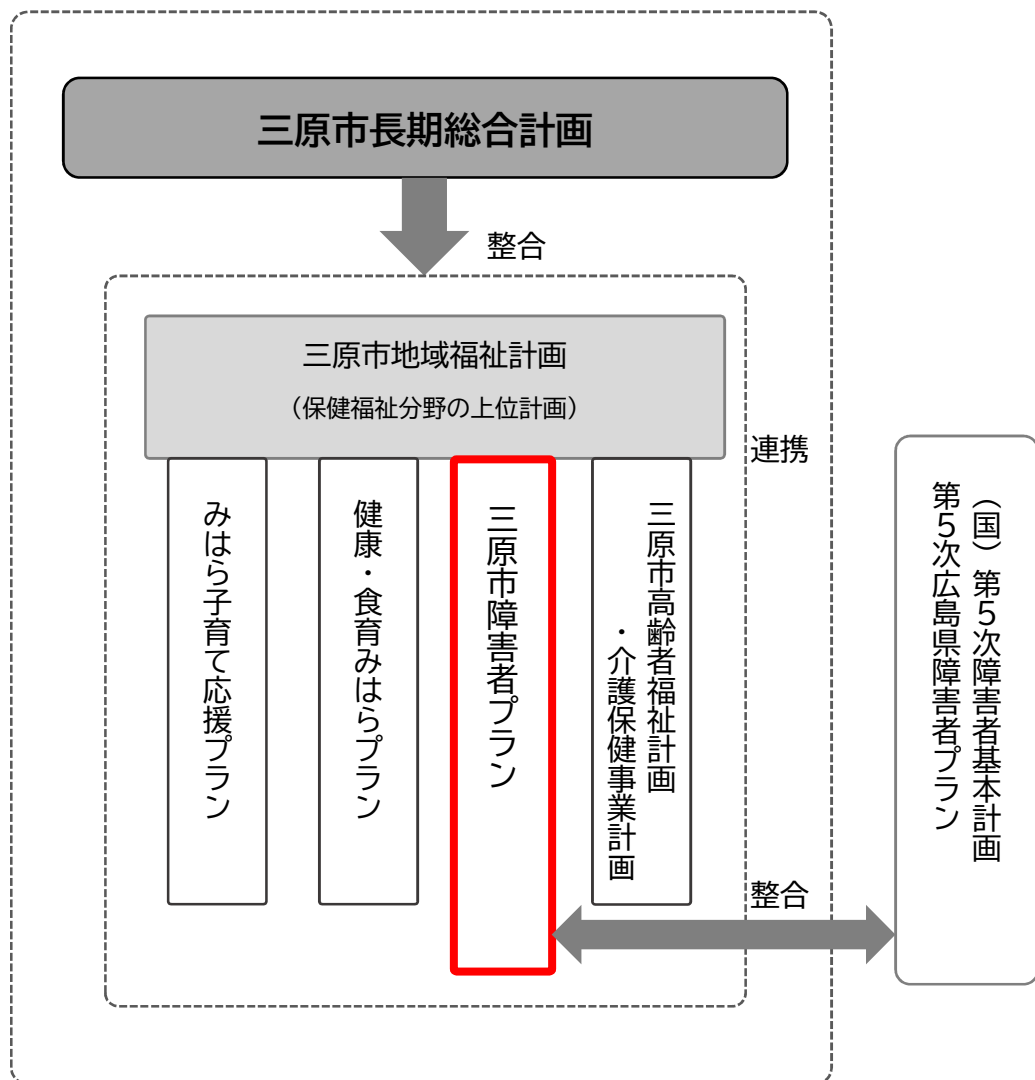 三原市長期総合計画
整合
三原市地域福祉計画
（保健福祉分野の上位計画）
連携
みはら子育て応援プラン
健康・食育みはらプラン
三原市障害者プラン
三原市高齢者福祉計画
・介護保健事業計画
（国）第５次障害者基本計画
第５次広島県障害者プラン
整合